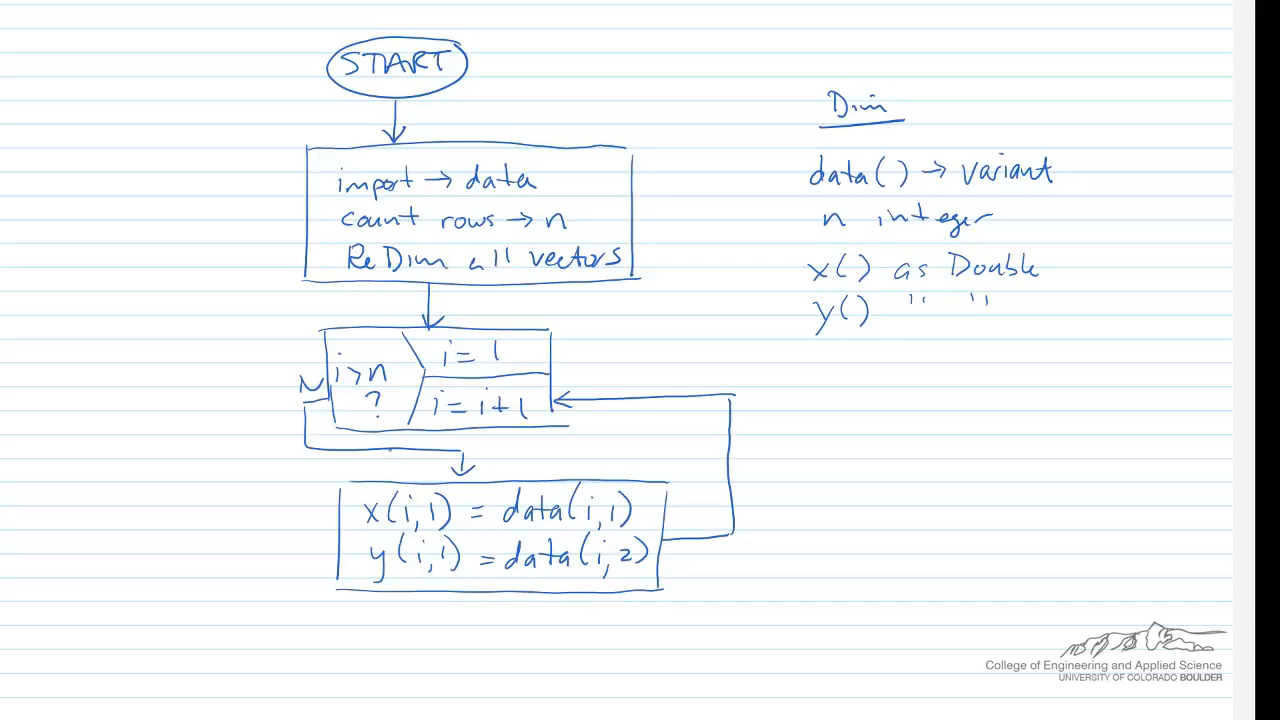 START
import → data
count rows → n
ReDim all vectors
i>n
?
i = 1
i = i+1
N
x(i,1) = data(i,1)
y(i,1) = data(i,2)
Dim
data() → variant
n integer
x() as Double
y() " "
College of Engineering and Applied Science
UNIVERSITY OF COLORADO BOULDER